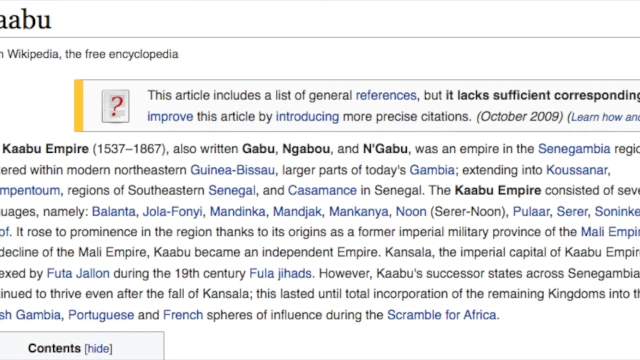 aabu
n Wikipedia, the free encyclopedia
This article includes a list of general references, but it lacks sufficient corresponding
improve this article by introducing more precise citations. (October 2009) (Learn how and
Kaabu Empire (1537–1867), also written Gabu, Ngabou, and N'Gabu, was an empire in the Senegambia regio
tered within modern northeastern Guinea-Bissau, larger parts of today's Gambia; extending into Koussanar,
mpentoum, regions of Southeastern Senegal, and Casamance in Senegal. The Kaabu Empire consisted of seve
guages, namely: Balanta, Jola-Fonyi, Mandinka, Mandjak, Mankanya, Noon (Serer-Noon), Pulaar, Serer, Soninke
of. It rose to prominence in the region thanks to its origins as a former imperial military province of the Mali Empir
decline of the Mali Empire, Kaabu became an independent Empire. Kansala, the imperial capital of Kaabu Empire
exed by Futa Jallon during the 19th century Fula jihads. However, Kaabu's successor states across Senegambia
tinued to thrive even after the fall of Kansala; this lasted until total incorporation of the remaining Kingdoms into th
sh Gambia, Portuguese and French spheres of influence during the Scramble for Africa.
Contents [hide]